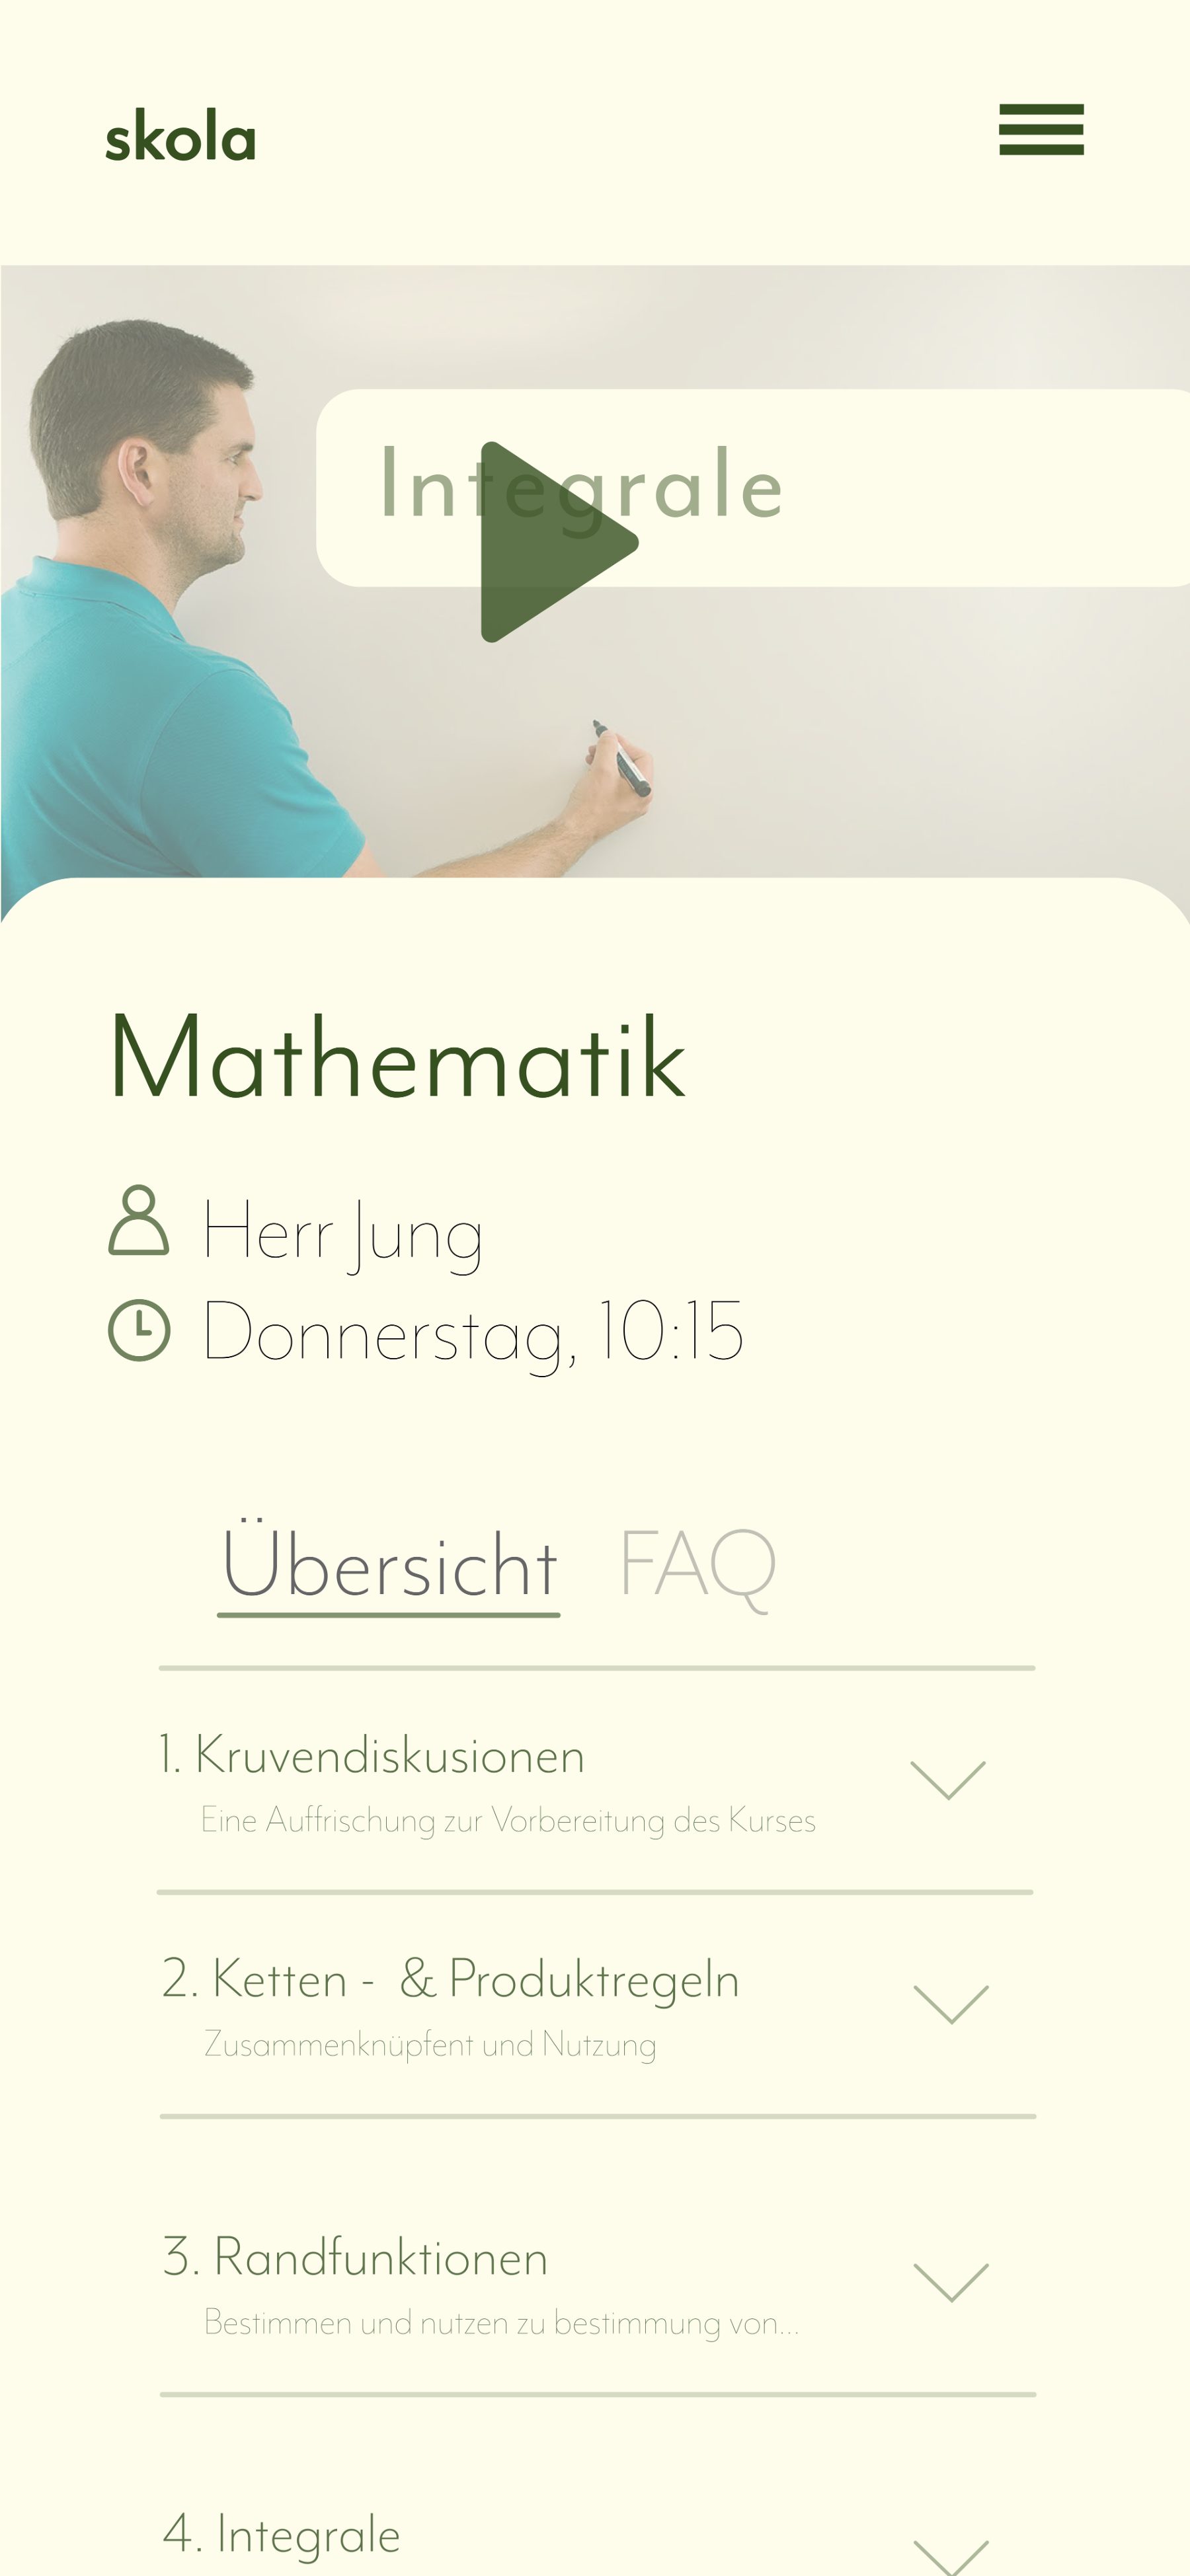 skola
Integrale
Mathematik
Herr Jung
Donnerstag, 10:15
Übersicht FAQ
1. Kruvendiskusionen
Eine Auffrischung zur Vorbereitung des Kurses
2. Ketten - & Produktregeln
Zusammenknüpfent und Nutzung
3. Randfunktionen
Bestimmen und nutzen zu bestimmung von...
4. Integrale